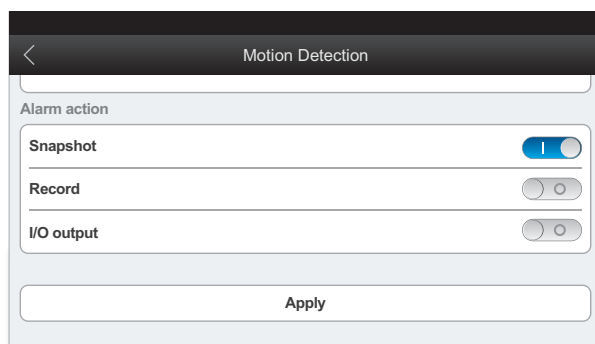 Motion Detection
Alarm action
Snapshot
Record
I/O output
Apply